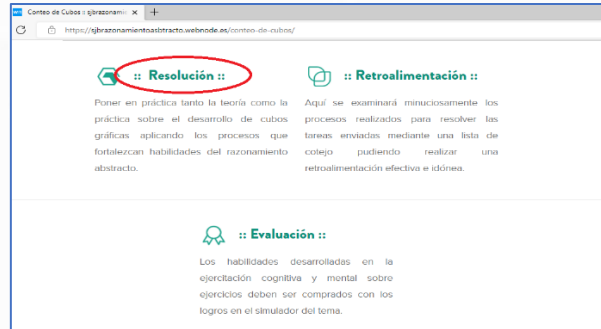 Conteo de Cubos :: sjbrazonamie
https://sjbrazonamientoasbtracto.webnode.es/conteo-de-cubos/
:: Resolución ::
Poner en práctica tanto la teoría como la
práctica sobre el desarrollo de cubos
gráficas aplicando los procesos que
fortalezcan habilidades del razonamiento
abstracto.
:: Retroalimentación ::
Aquí se examinará minuciosamente los
procesos realizados para resolver las
tareas enviadas mediante una lista de
cotejo pudiendo realizar una
retroalimentación efectiva e idónea.
:: Evaluación ::
Los habilidades desarrolladas en la
ejercitación cognitiva y mental sobre
ejercicios deben ser comprados con los
logros en el simulador del tema.